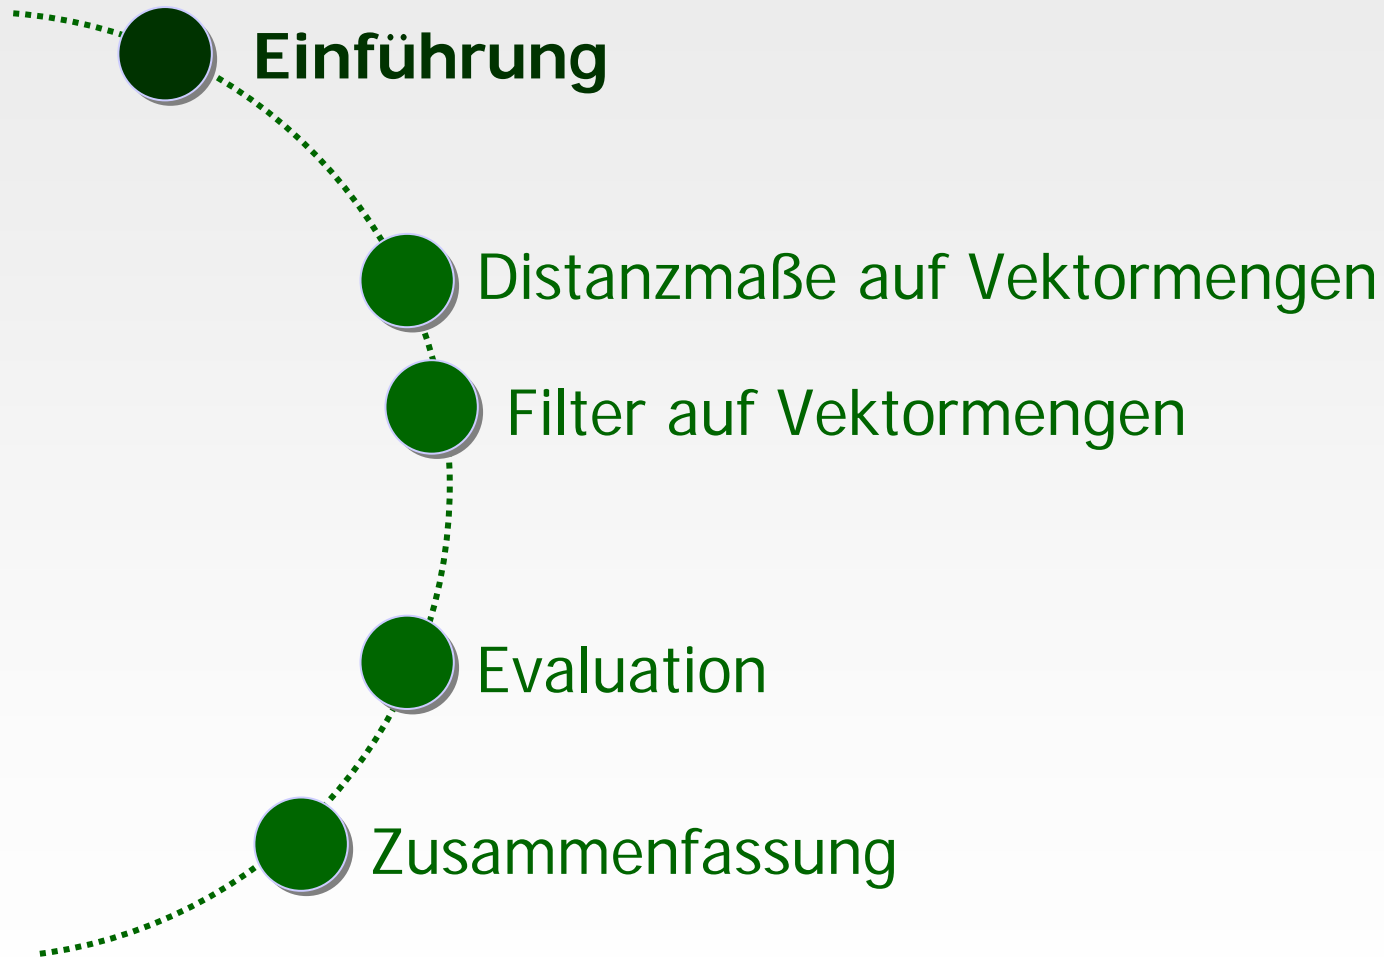 Einführung
Distanzmaße auf Vektormengen
Filter auf Vektormengen
Evaluation
Zusammenfassung